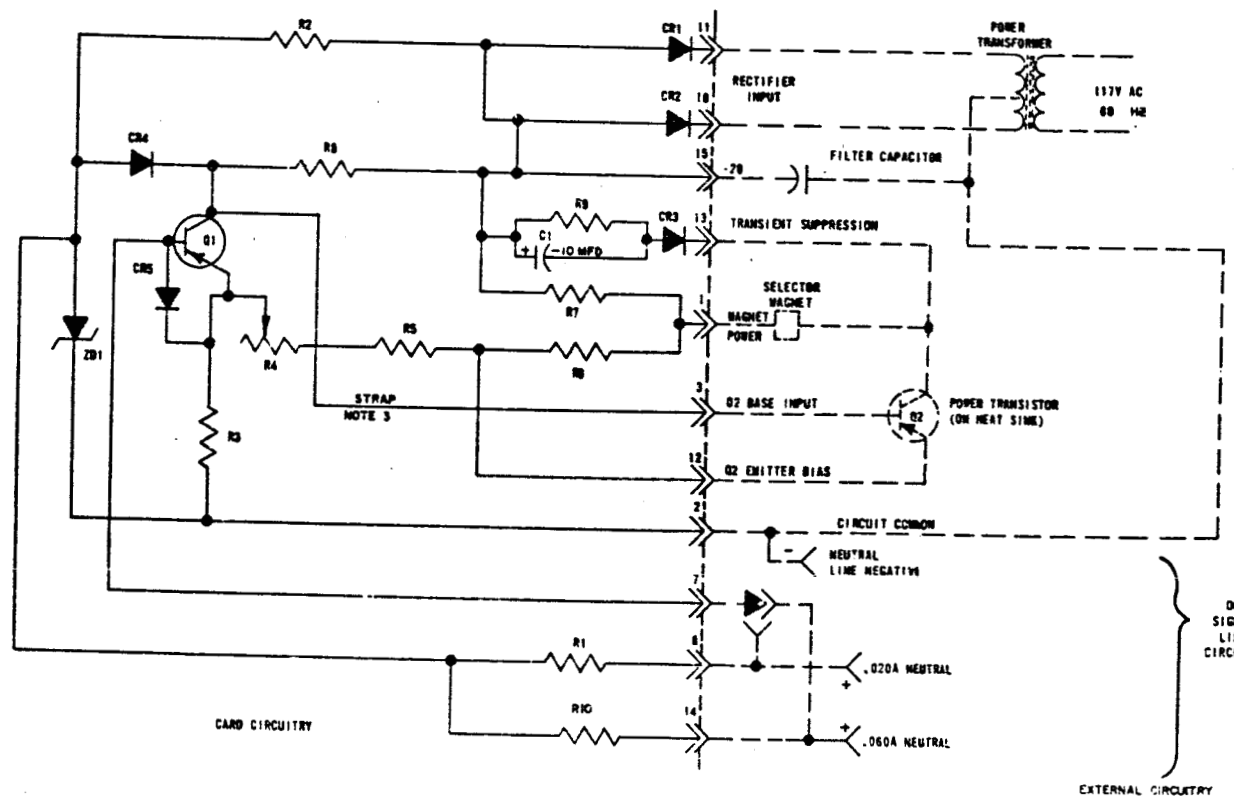 R2
CR1
11
POWER
TRANSFORMER
RECTIFIER
INPUT
117V AC
60 HZ
CR2
18
CR4
R8
15
-20
FILTER CAPACITOR
Q1
R9
CR3
13
TRANSIENT SUPPRESSION
C1
+
-10 MFD
CR5
SELECTOR
MAGNET
R7
1
MAGNET
POWER
ZD1
R4
R5
R6
STRAP
NOTE 3
3
Q2 BASE INPUT
Q2
POWER TRANSISTOR
(ON HEAT SINK)
R3
12
Q2 EMITTER BIAS
2
CIRCUIT COMMON
-
NEUTRAL
LINE NEGATIVE
7
R1
.020A NEUTRAL
+
R10
14
+
.060A NEUTRAL
CARD CIRCUITRY
EXTERNAL CIRCUITRY